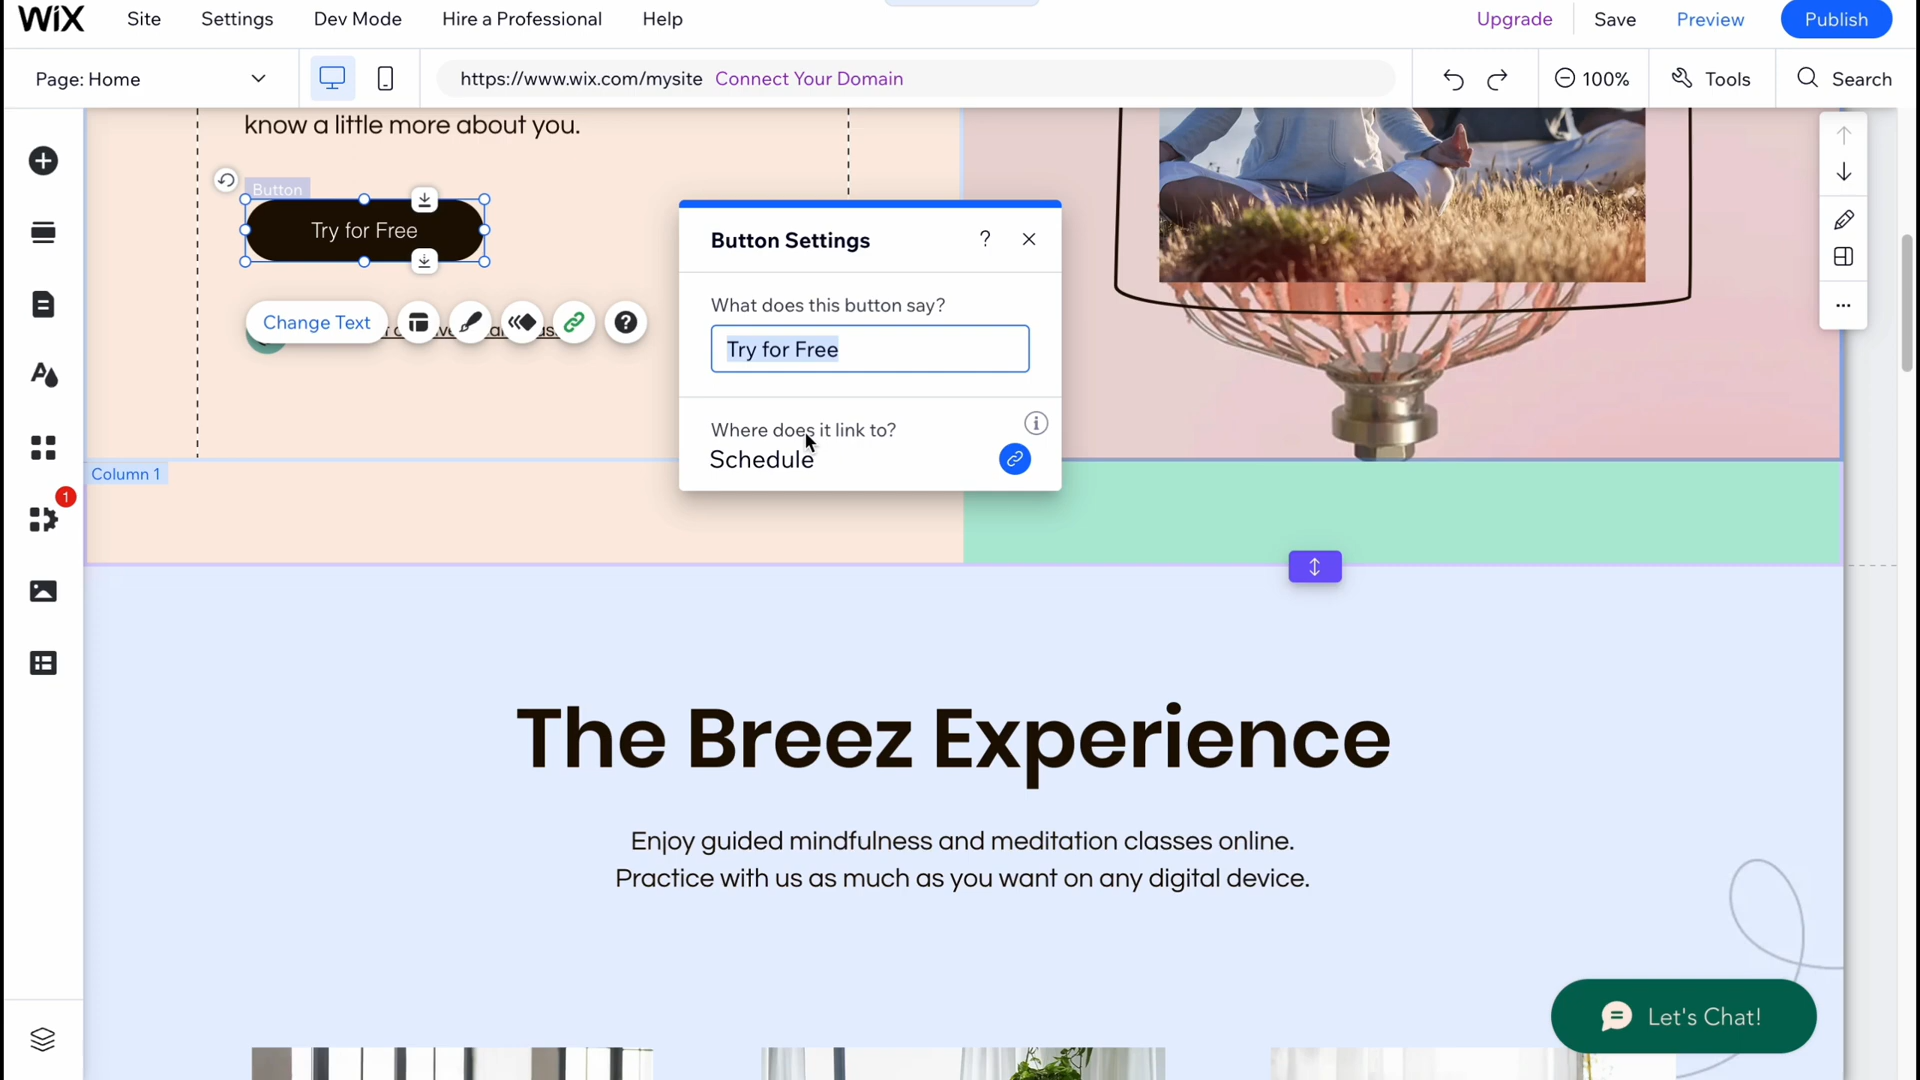 WiX
Site
Settings
Dev Mode
Hire a Professional
Help
Upgrade
Save
Preview
Publish
Page: Home
https://www.wix.com/mysite Connect Your Domain
100%
Tools
Search
know a little more about you.
Button
Try for Free
Change Text
Button Settings
?
What does this button say?
Try for Free
Where does it link to?
Schedule
Column 1
1
The Breez Experience
Enjoy guided mindfulness and meditation classes online.
Practice with us as much as you want on any digital device.
Let's Chat!